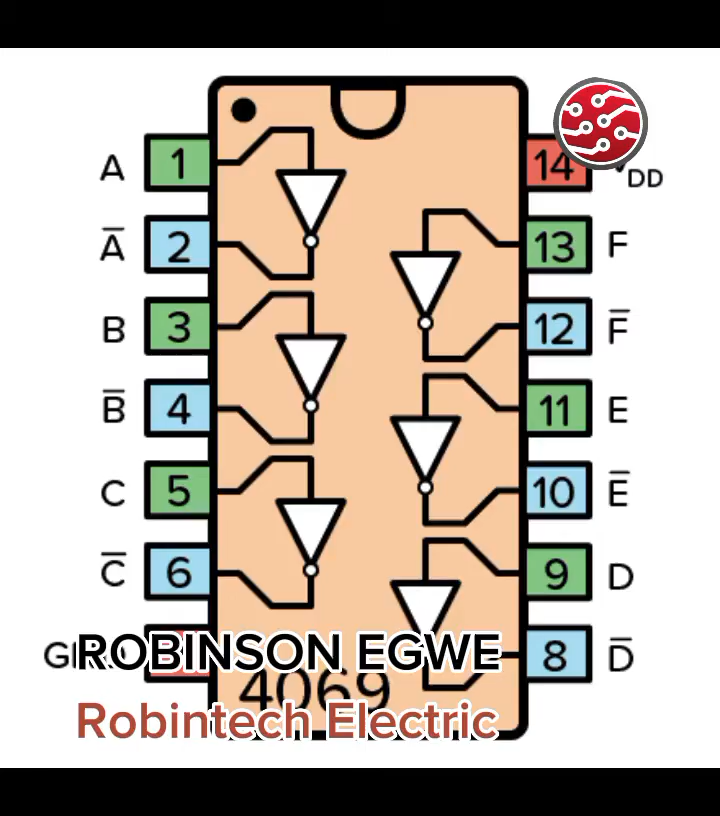 A 1 14 DD
A̅ 2 13 F
B 3 12 F̅
B̅ 4 11 E
C 5 10 E̅
C̅ 6 9 D
8 D̅
ROBINSON EGWE
4069
Robintech Electric